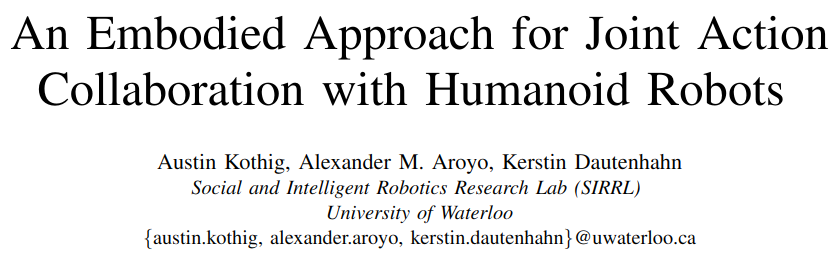 An Embodied Approach for Joint Action
Collaboration with Humanoid Robots
Austin Kothig, Alexander M. Aroyo, Kerstin Dautenhahn
Social and Intelligent Robotics Research Lab (SIRRL)
University of Waterloo
{austin.kothig, alexander.aroyo, kerstin.dautenhahn}@uwaterloo.ca